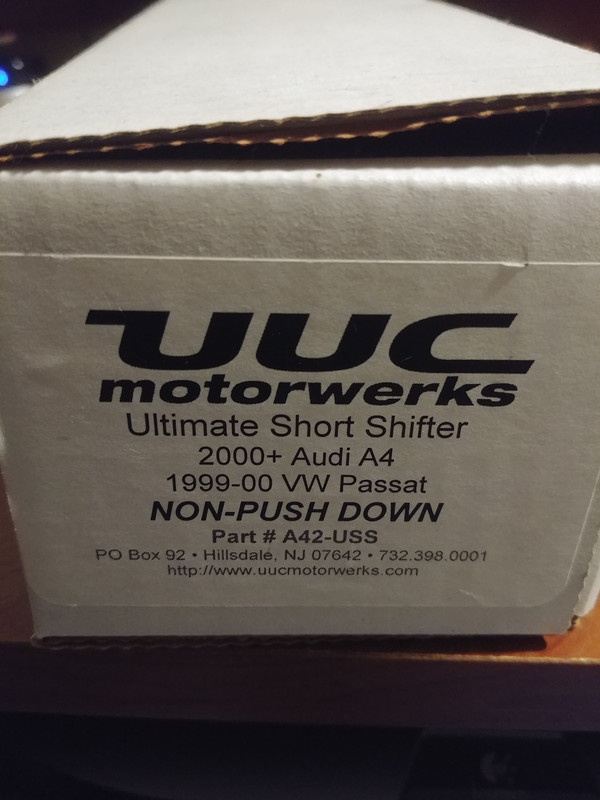 UUC
motorwerks
Ultimate Short Shifter
2000+ Audi A4
1999-00 VW Passat
NON-PUSH DOWN
Part # A42-USS
PO Box 92 • Hillsdale, NJ 07642 • 732.398.0001
http://www.uucmotorwerks.com